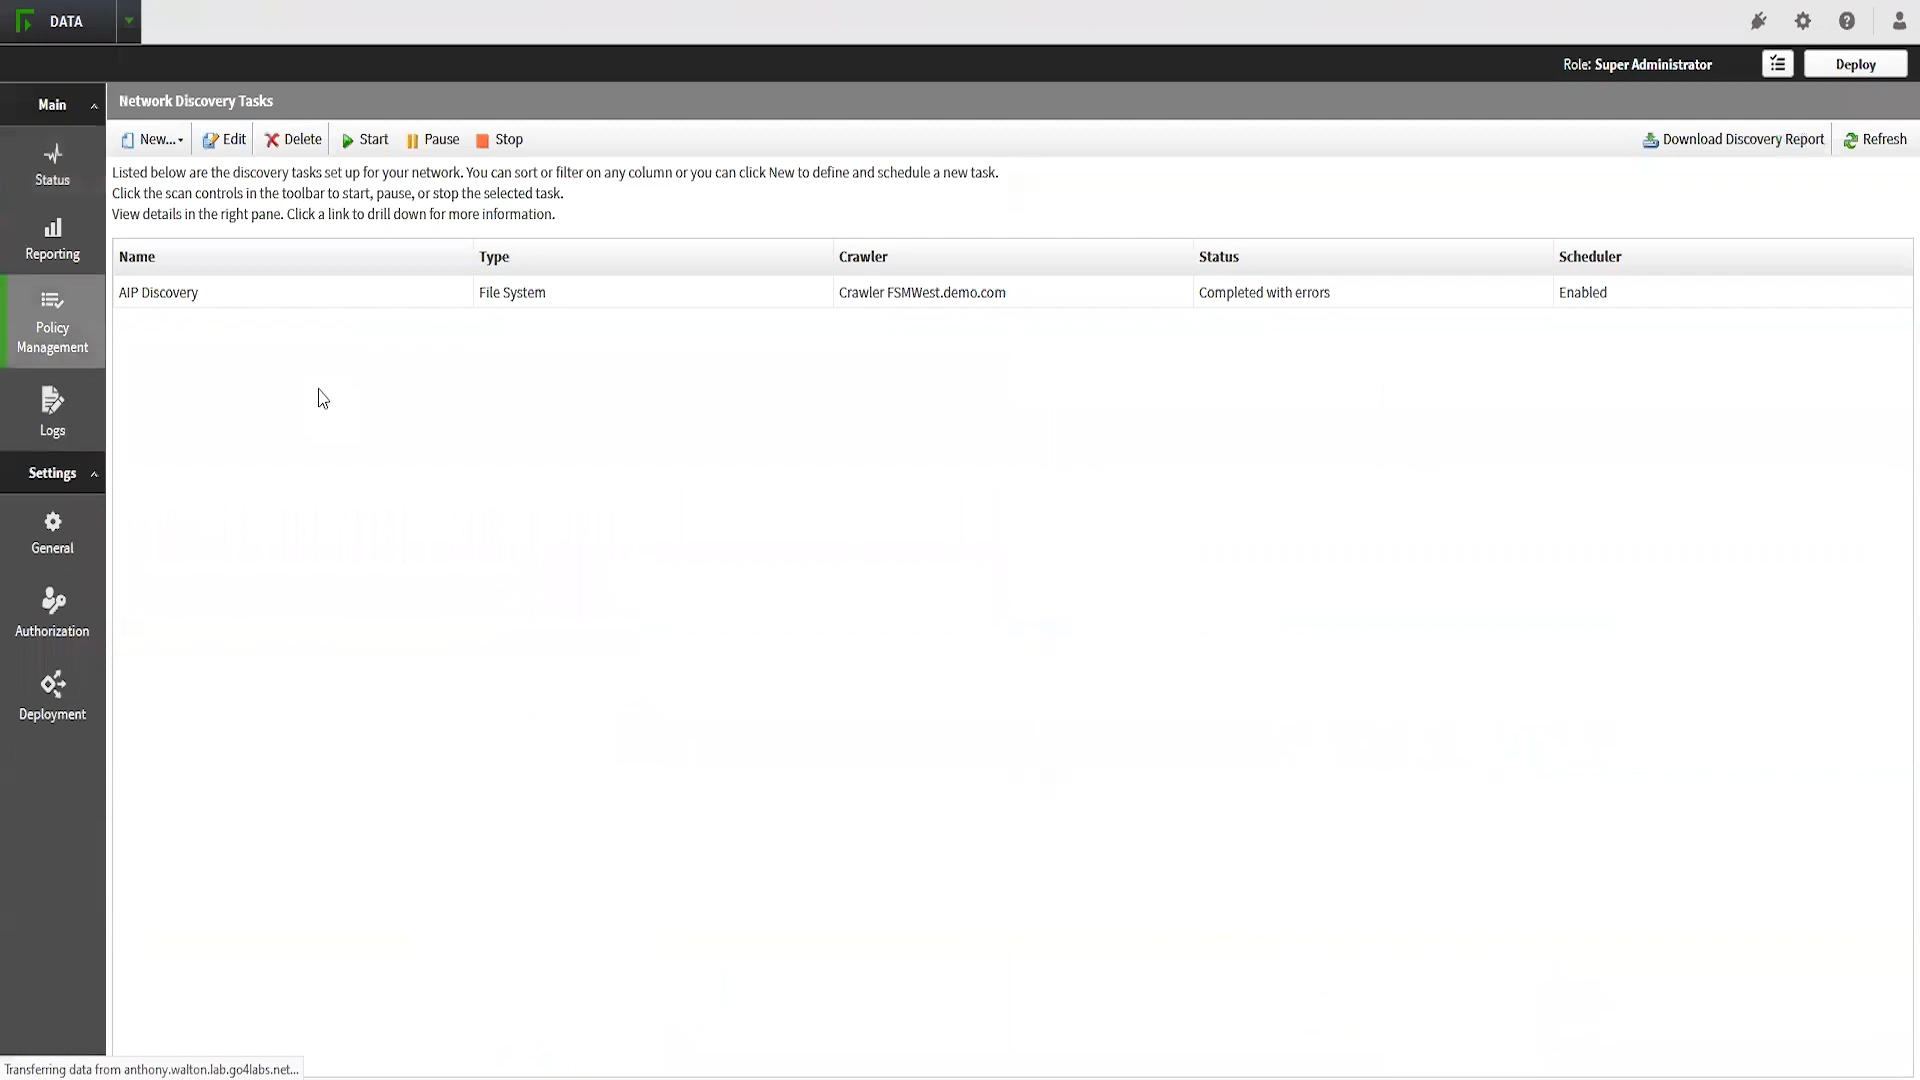 DATA
Role: Super Administrator
Deploy
Main
Network Discovery Tasks
New...
Edit
Delete
Start
Pause
Stop
Download Discovery Report
Refresh
Status
Reporting
Policy
Management
Logs
Settings
General
Authorization
Deployment
Listed below are the discovery tasks set up for your network. You can sort or filter on any column or you can click New to define and schedule a new task.
Click the scan controls in the toolbar to start, pause, or stop the selected task.
View details in the right pane. Click a link to drill down for more information.
Name Type Crawler Status Scheduler
AIP Discovery File System Crawler FSMWest.demo.com Completed with errors Enabled
Transferring data from anthony.walton.lab.go4labs.net...